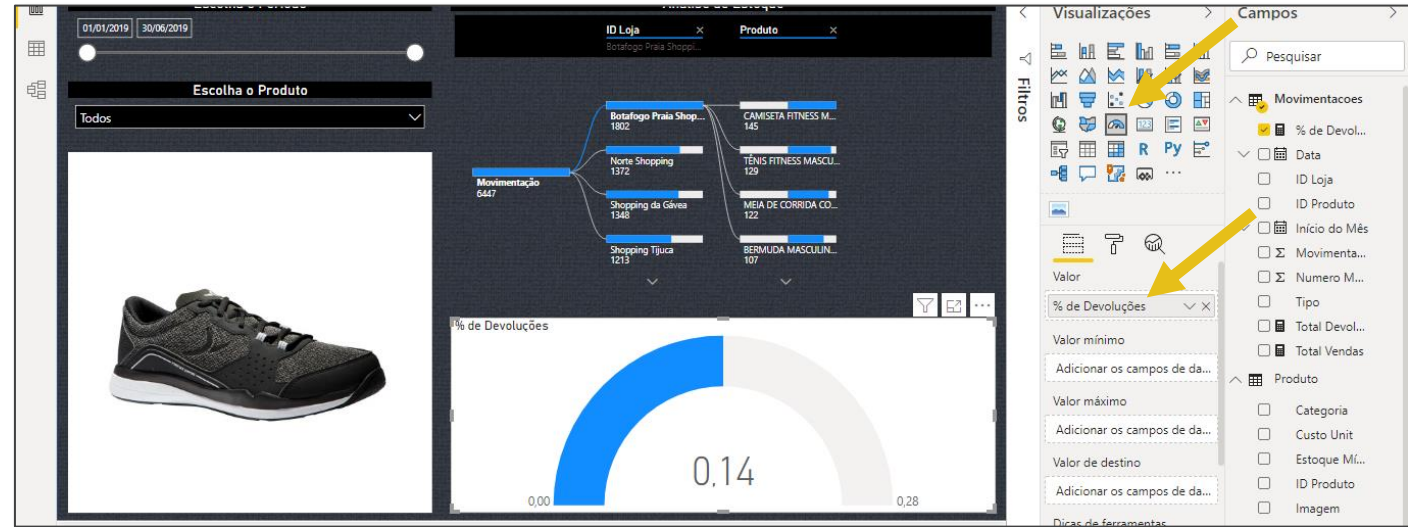 01/01/2019 30/06/2019
Escolha o Produto
Todos
ID Loja
Botafogo Praia Shoppi...
Produto
Movimentação
6447
Botafogo Praia Shop...
1802
Norte Shopping
1372
Shopping da Gávea
1348
Shopping Tijuca
1213
CAMISETA FITNESS M...
145
TÊNIS FITNESS MASCU...
129
MEIA DE CORRIDA CO...
122
BERMUDA MASCULIN...
107
% de Devoluções
0,14
0,00
0,28
Filtros
Visualizações
R Py
123
Valor
% de Devoluções
Valor mínimo
Adicionar os campos de da...
Valor máximo
Adicionar os campos de da...
Valor de destino
Adicionar os campos de da...
Dicas de ferramentas
Campos
Pesquisar
Movimentacoes
% de Devol...
Data
ID Loja
ID Produto
Início do Mês
Movimenta...
Numero M...
Tipo
Total Devol...
Total Vendas
Produto
Categoria
Custo Unit
Estoque Mí...
ID Produto
Imagem